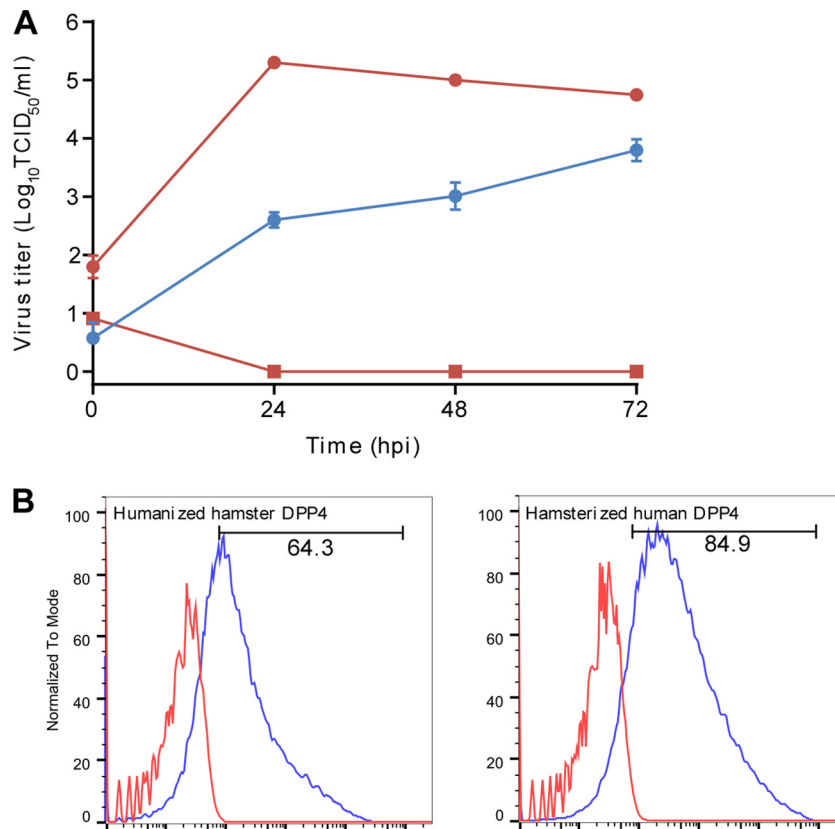 A
Virus titer (Log₁₀TCID₅₀/ml)
6
5
4
3
2
1
0
0 24 48 72
Time (hpi)
B
Normalized To Mode
Humanized hamster DPP4
64.3
100
80
60
40
20
0
Hamsterized human DPP4
84.9
100
80
60
40
20
0